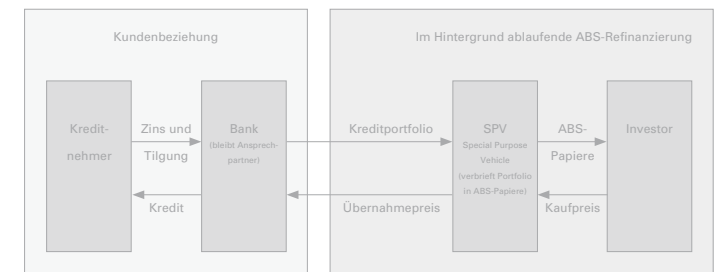 Kundenbeziehung
Im Hintergrund ablaufende ABS-Refinanzierung
Kredit-
nehmer
Zins und
Tilgung
Kredit
Bank
(bleibt Ansprech-
partner)
Kreditportfolio
Übernahmepreis
SPV
Special Purpose
Vehicle
(verbrieft Portfolio
in ABS-Papiere)
ABS-
Papiere
Kaufpreis
Investor